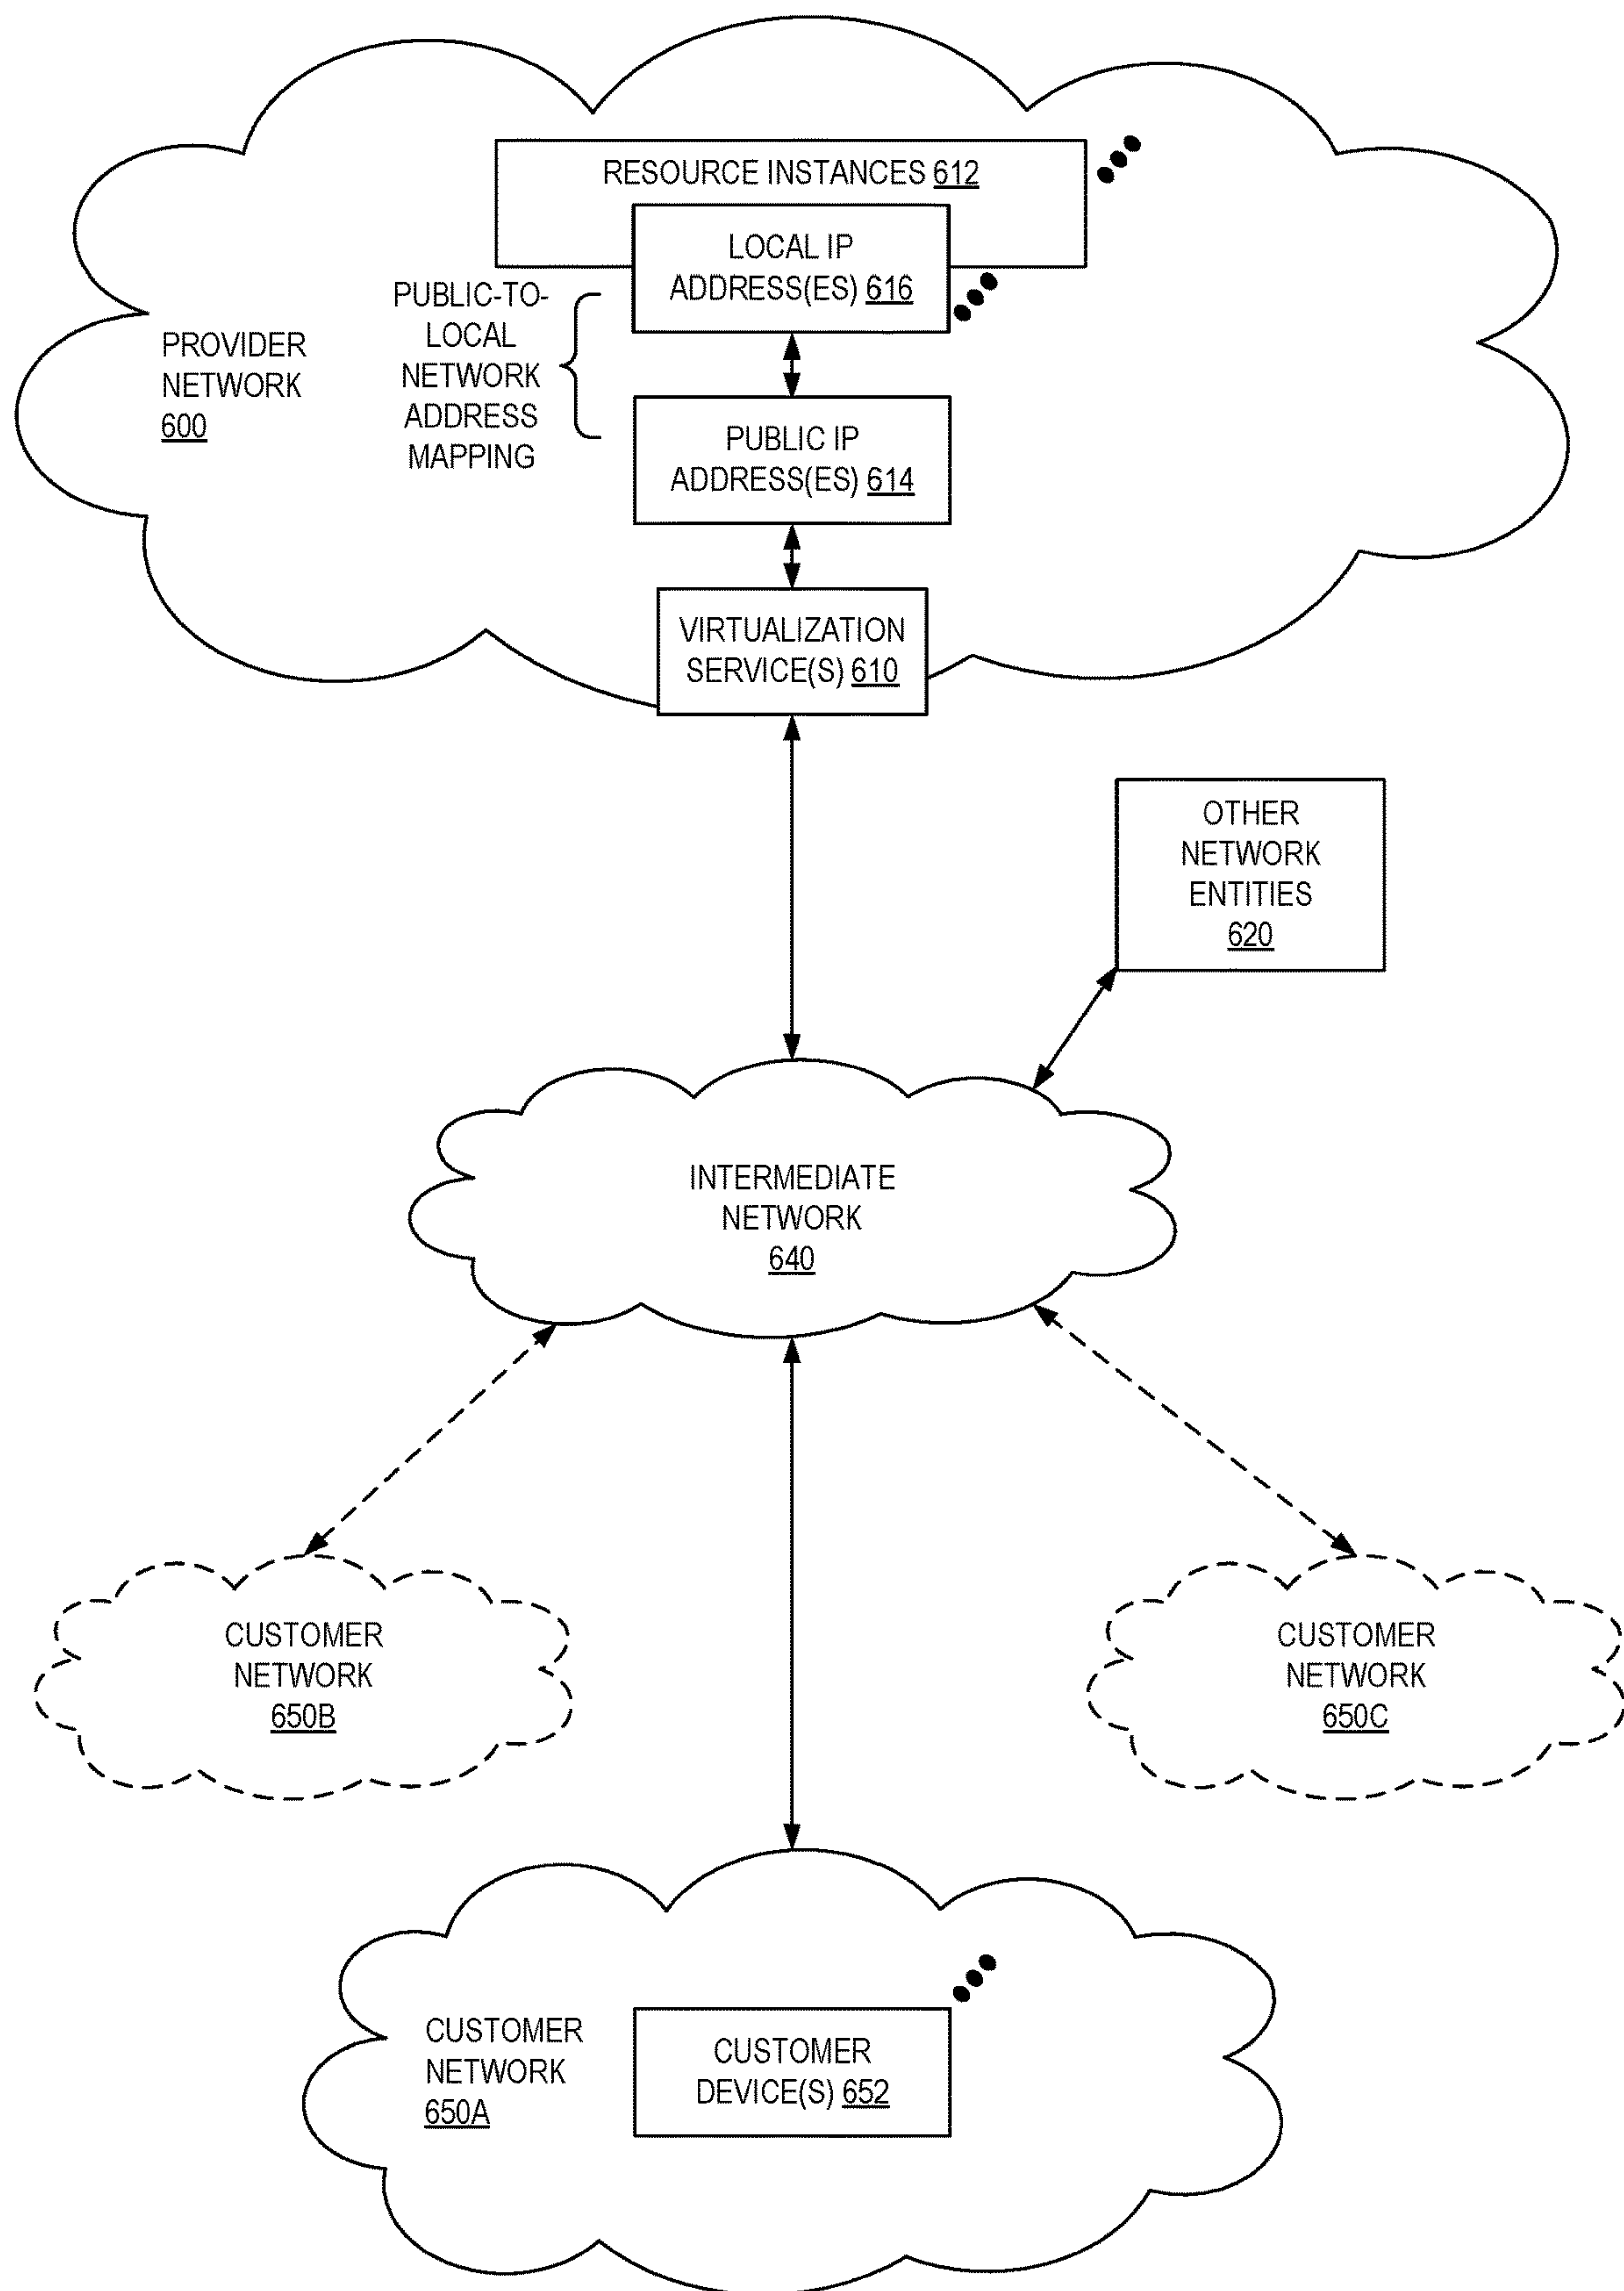 RESOURCE INSTANCES 612
LOCAL IP
ADDRESS(ES) 616
PUBLIC-TO-
LOCAL
NETWORK
ADDRESS
MAPPING
PROVIDER
NETWORK
600
PUBLIC IP
ADDRESS(ES) 614
VIRTUALIZATION
SERVICE(S) 610
OTHER
NETWORK
ENTITIES
620
INTERMEDIATE
NETWORK
640
CUSTOMER
NETWORK
650B
CUSTOMER
NETWORK
650C
CUSTOMER
NETWORK
650A
CUSTOMER
DEVICE(S) 652